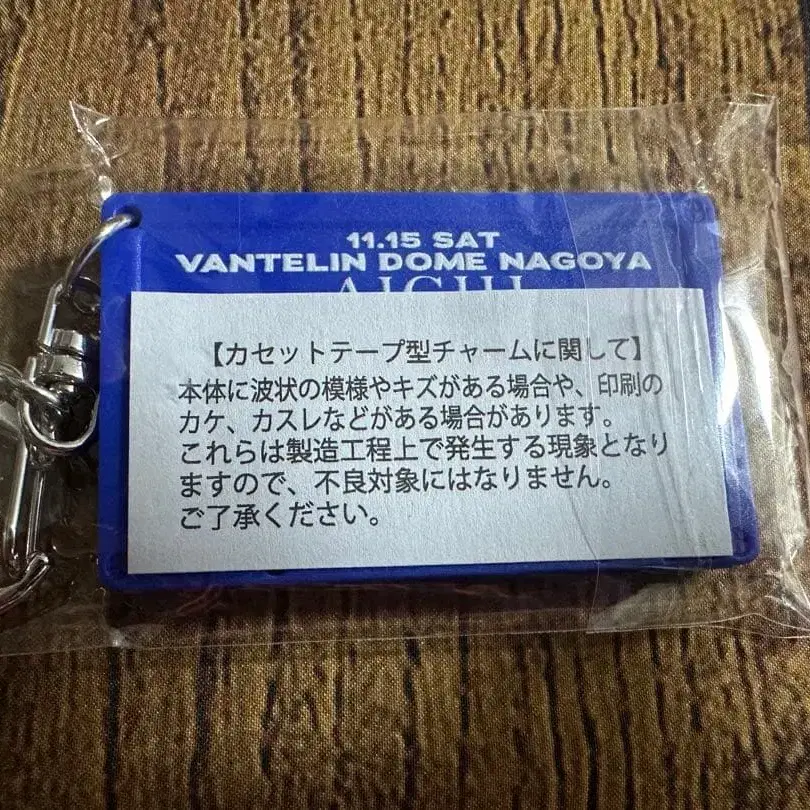 11.15 SAT
VANTELIN DOME NAGOYA
AICHI
【カセットテープ型チャームに関して】
本体に波状の模様やキズがある場合や、印刷の
カケ、カスレなどがある場合があります。
これらは製造工程上で発生する現象となり
ますので、不良対象にはなりません。
ご了承ください。